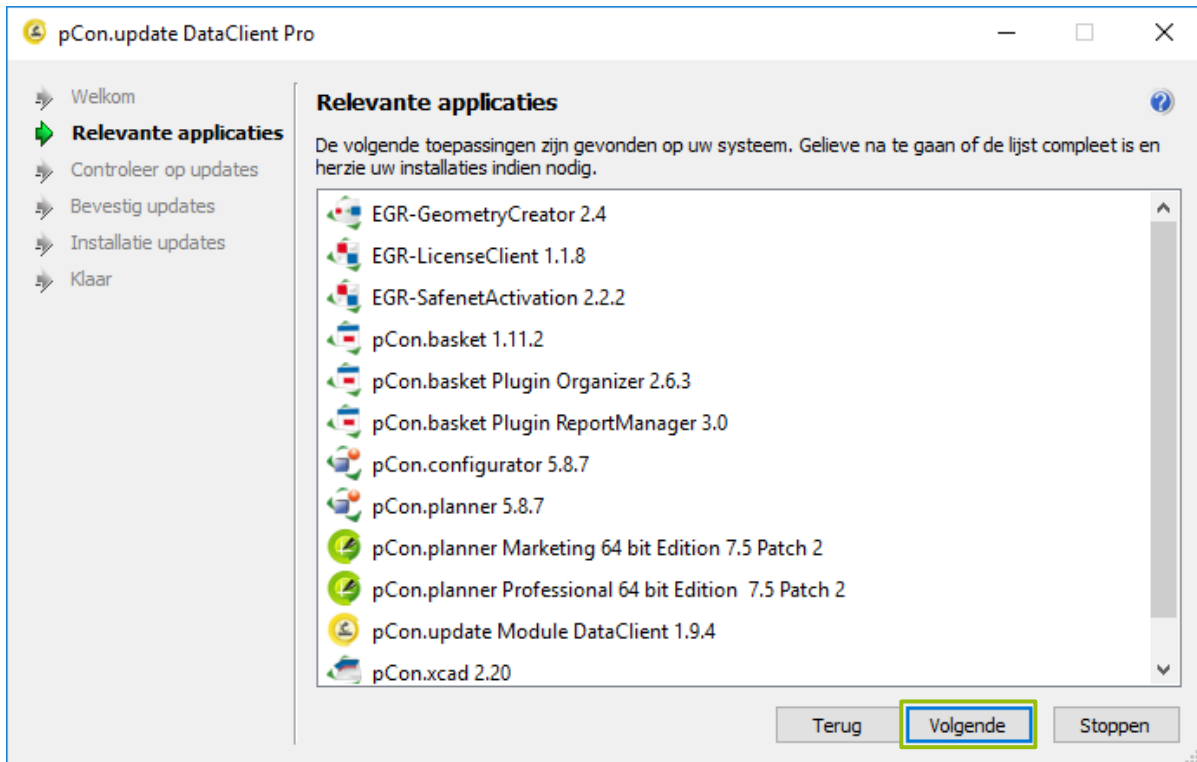 pCon.update DataClient Pro
Welkom
Relevante applicaties
Controleer op updates
Bevestig updates
Installatie updates
Klaar
Relevante applicaties
De volgende toepassingen zijn gevonden op uw systeem. Gelieve na te gaan of de lijst compleet is en
herzie uw installaties indien nodig.
EGR-GeometryCreator 2.4
EGR-LicenseClient 1.1.8
EGR-SafenetActivation 2.2.2
pCon.basket 1.11.2
pCon.basket Plugin Organizer 2.6.3
pCon.basket Plugin ReportManager 3.0
pCon.configurator 5.8.7
pCon.planner 5.8.7
pCon.planner Marketing 64 bit Edition 7.5 Patch 2
pCon.planner Professional 64 bit Edition 7.5 Patch 2
pCon.update Module DataClient 1.9.4
pCon.xcad 2.20
Terug Volgende Stoppen